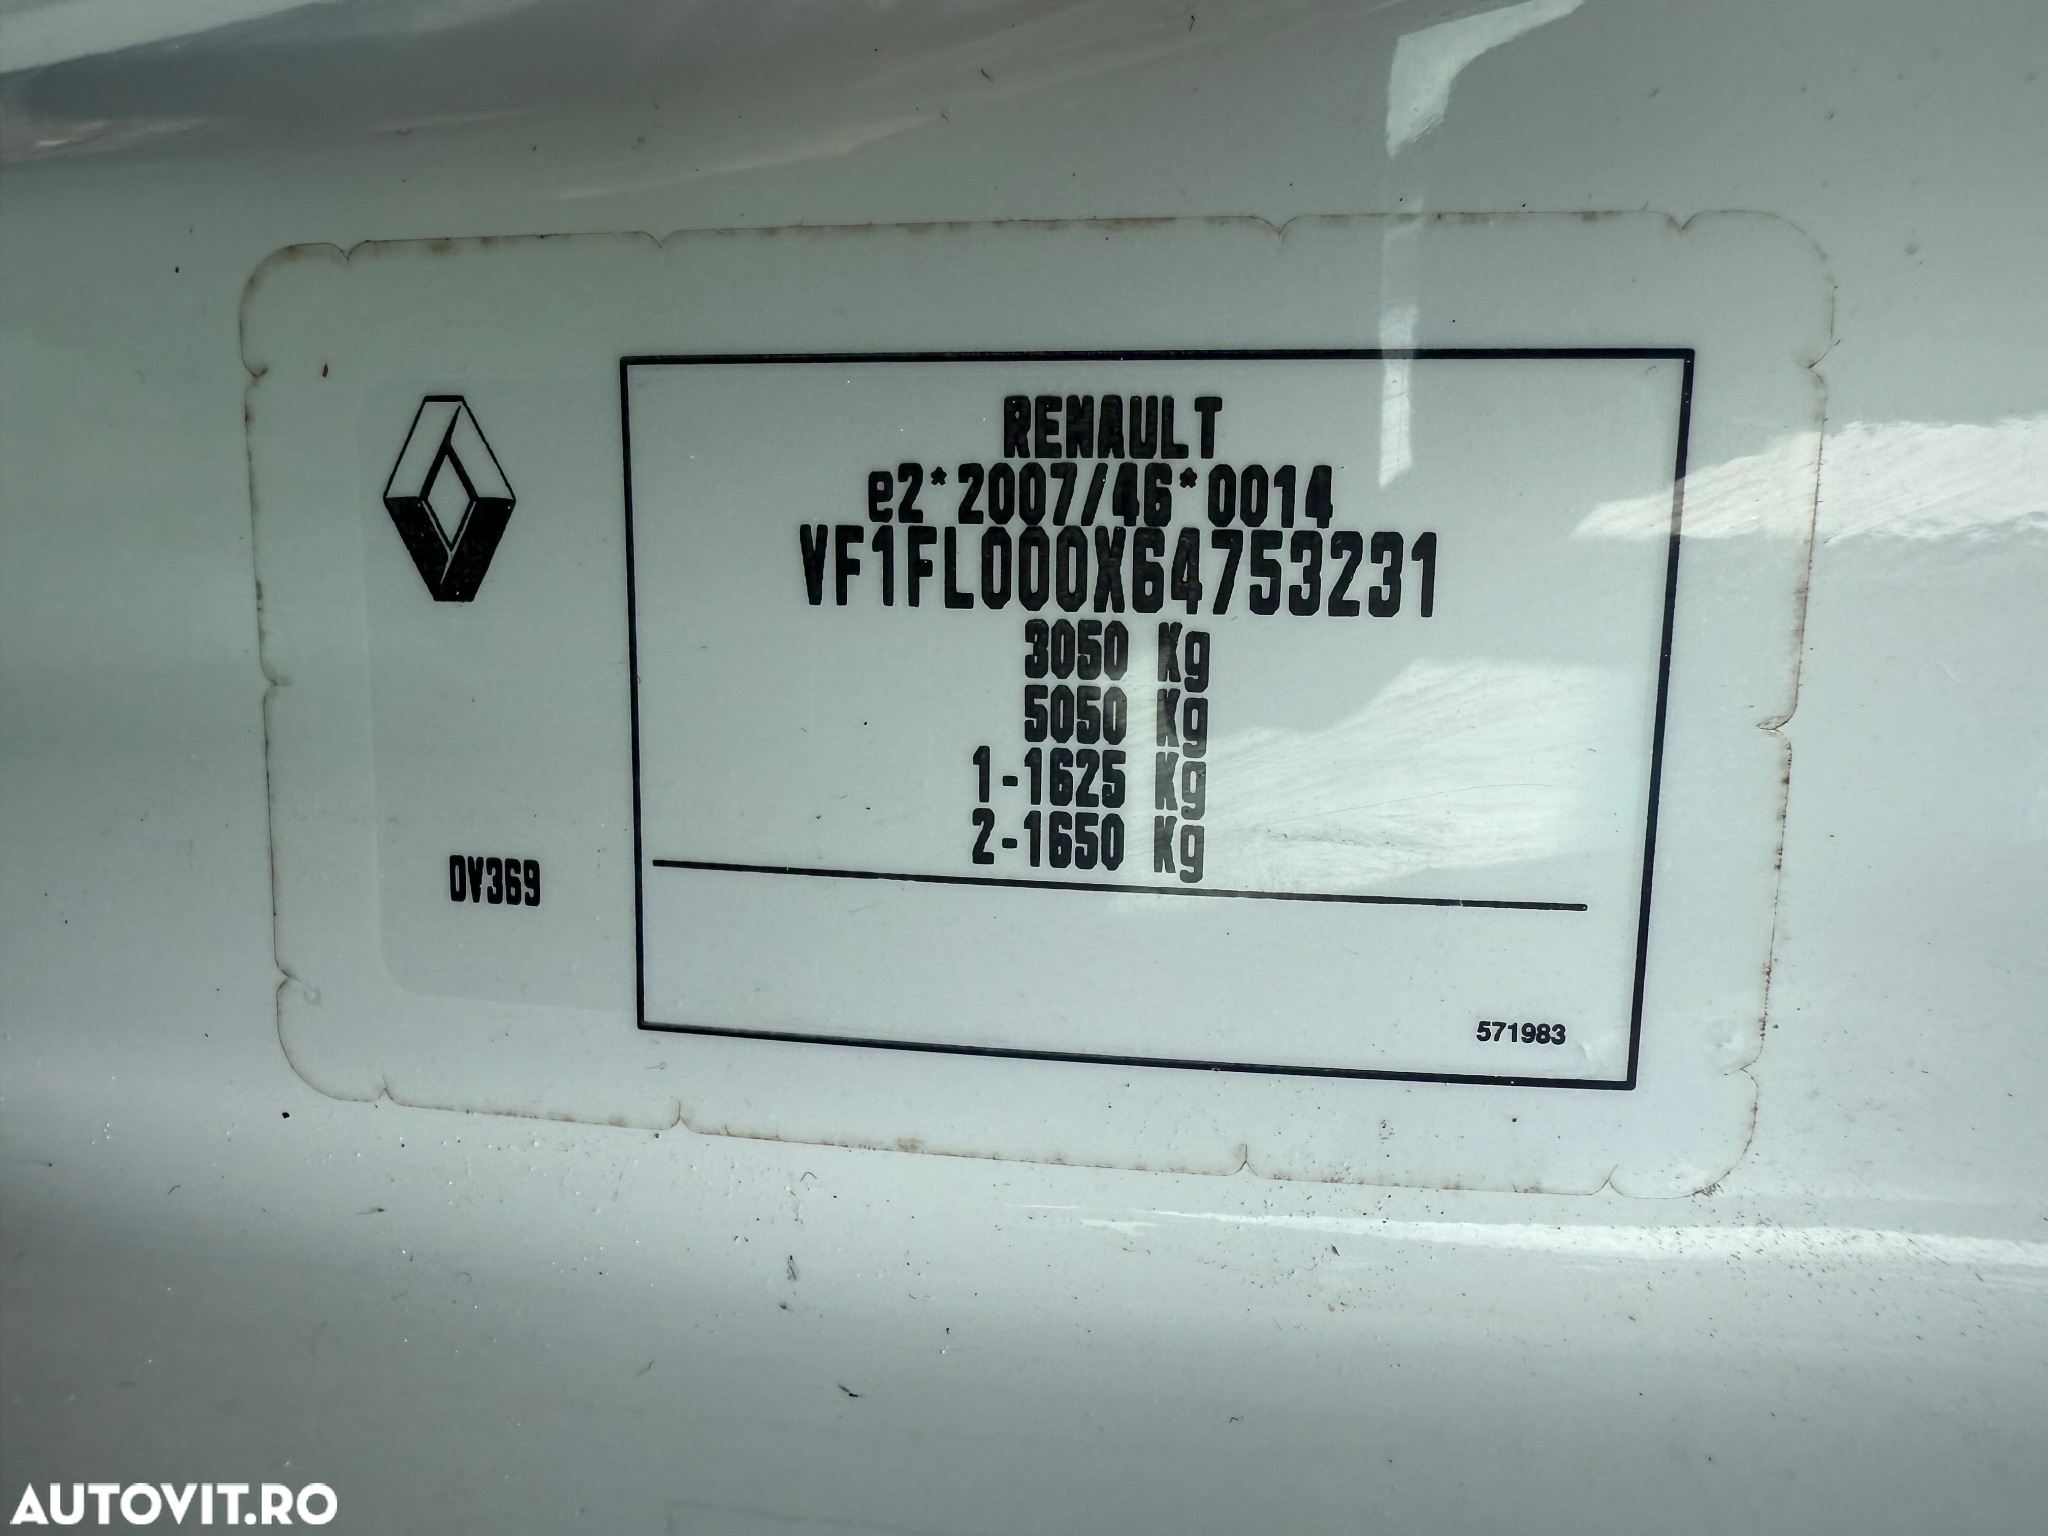 RENAULT
e2*2007/46*0014
VF1FL000X64753231
3050 Kg
5050 Kg
1-1625 Kg
2-1650 Kg
DV369
571983
AUTOVIT.RO